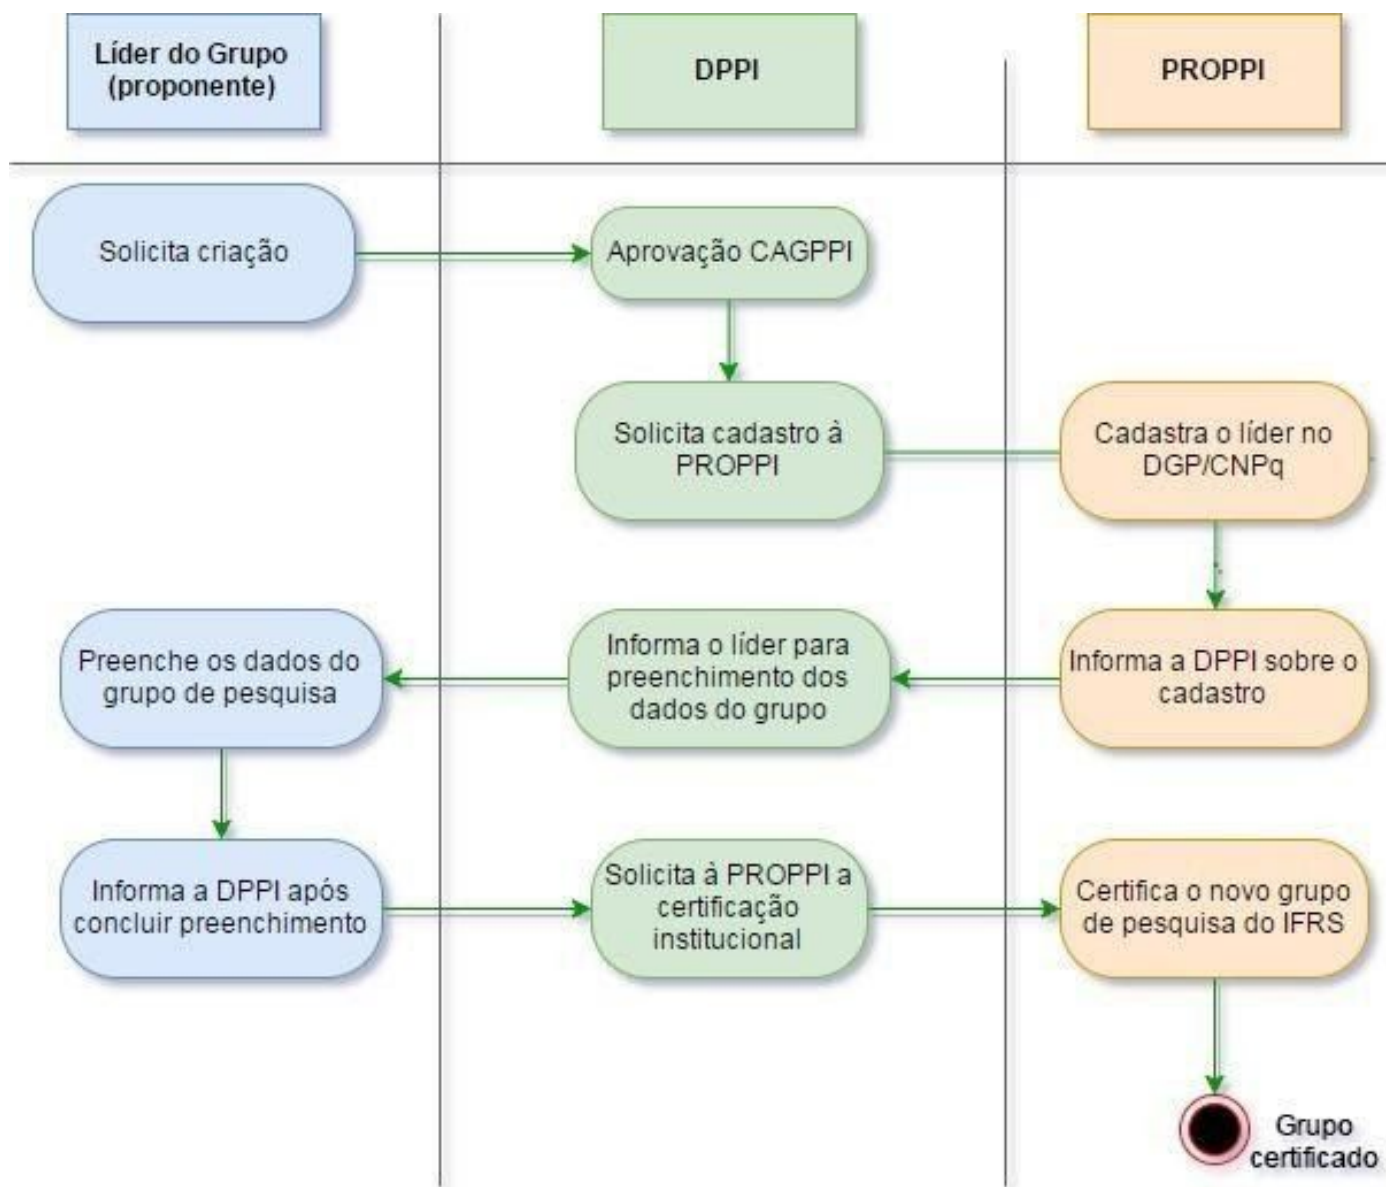 Líder do Grupo
(proponente)
DPPI
PROPPI
Solicita criação
Aprovação CAGPPI
Solicita cadastro à
PROPPI
Cadastra o líder no
DGP/CNPq
Preenche os dados do
grupo de pesquisa
Informa o líder para
preenchimento dos
dados do grupo
Informa a DPPI sobre o
cadastro
Informa a DPPI após
concluir preenchimento
Solicita à PROPPI a
certificação
institucional
Certifica o novo grupo
de pesquisa do IFRS
Grupo
certificado